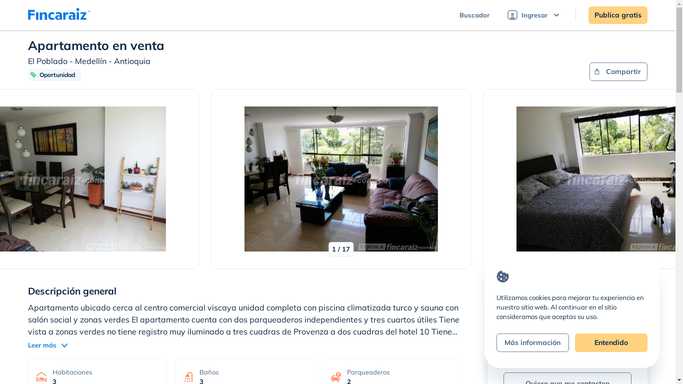 Fincaraiz
Buscador
Ingresar
Publica gratis
Apartamento en venta
El Poblado - Medellín - Antioquia
Oportunidad
Compartir
fincaraiz
fincaraiz
fincaraiz
fincaraiz
1 / 17
Descripción general
Apartamento ubicado cerca al centro comercial viscaya unidad completa con piscina climatizada turco y sauna con
salón social y zonas verdes El apartamento cuenta con dos parqueaderos independientes y tres cuartos útiles Tiene
vista a zonas verdes no tiene registro muy iluminado a tres cuadras de Provenza a dos cuadras del hotel 10 Tiene...
Leer más
Habitaciones
3
Baños
3
Parqueaderos
2
Utilizamos cookies para mejorar tu experiencia en
nuestro sitio web. Al continuar en el sitio
consideramos que aceptas su uso.
Más información
Entendido
Quiero que me contacten